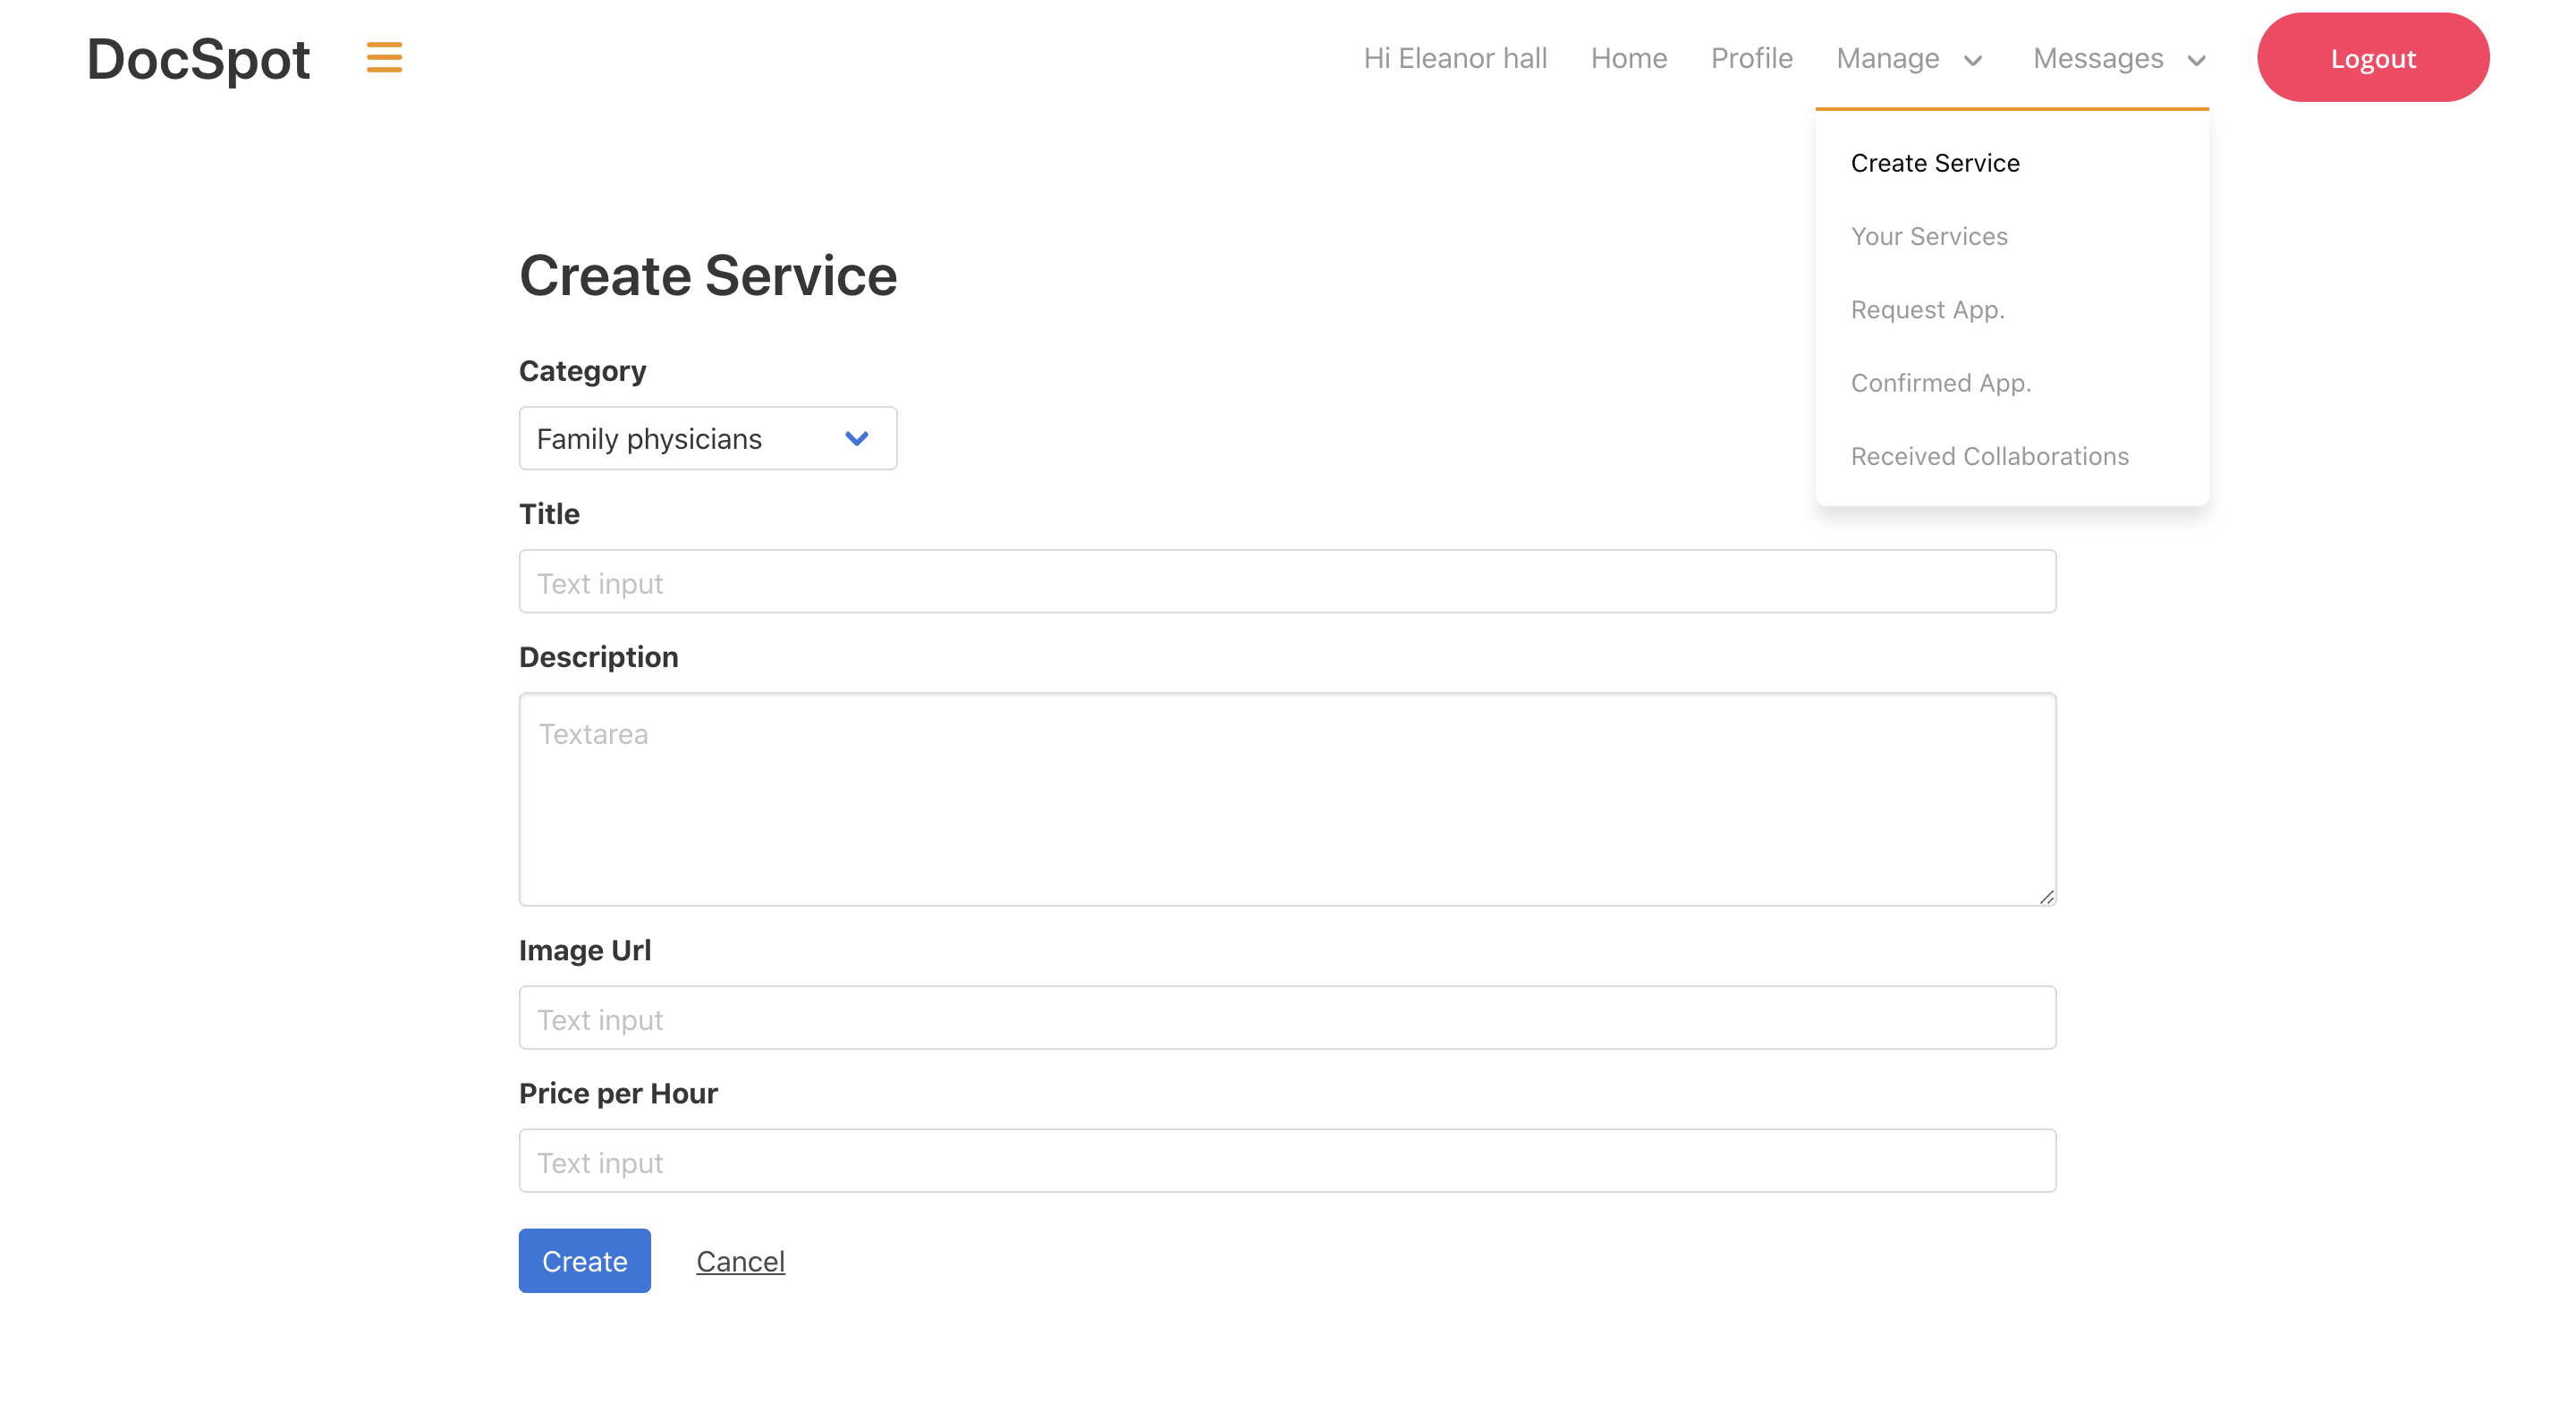 DocSpot
Hi Eleanor hall Home Profile Manage Messages Logout
Create Service
Your Services
Request App.
Confirmed App.
Received Collaborations
Create Service
Category
Family physicians
Title
Text input
Description
Textarea
Image Url
Text input
Price per Hour
Text input
Create Cancel